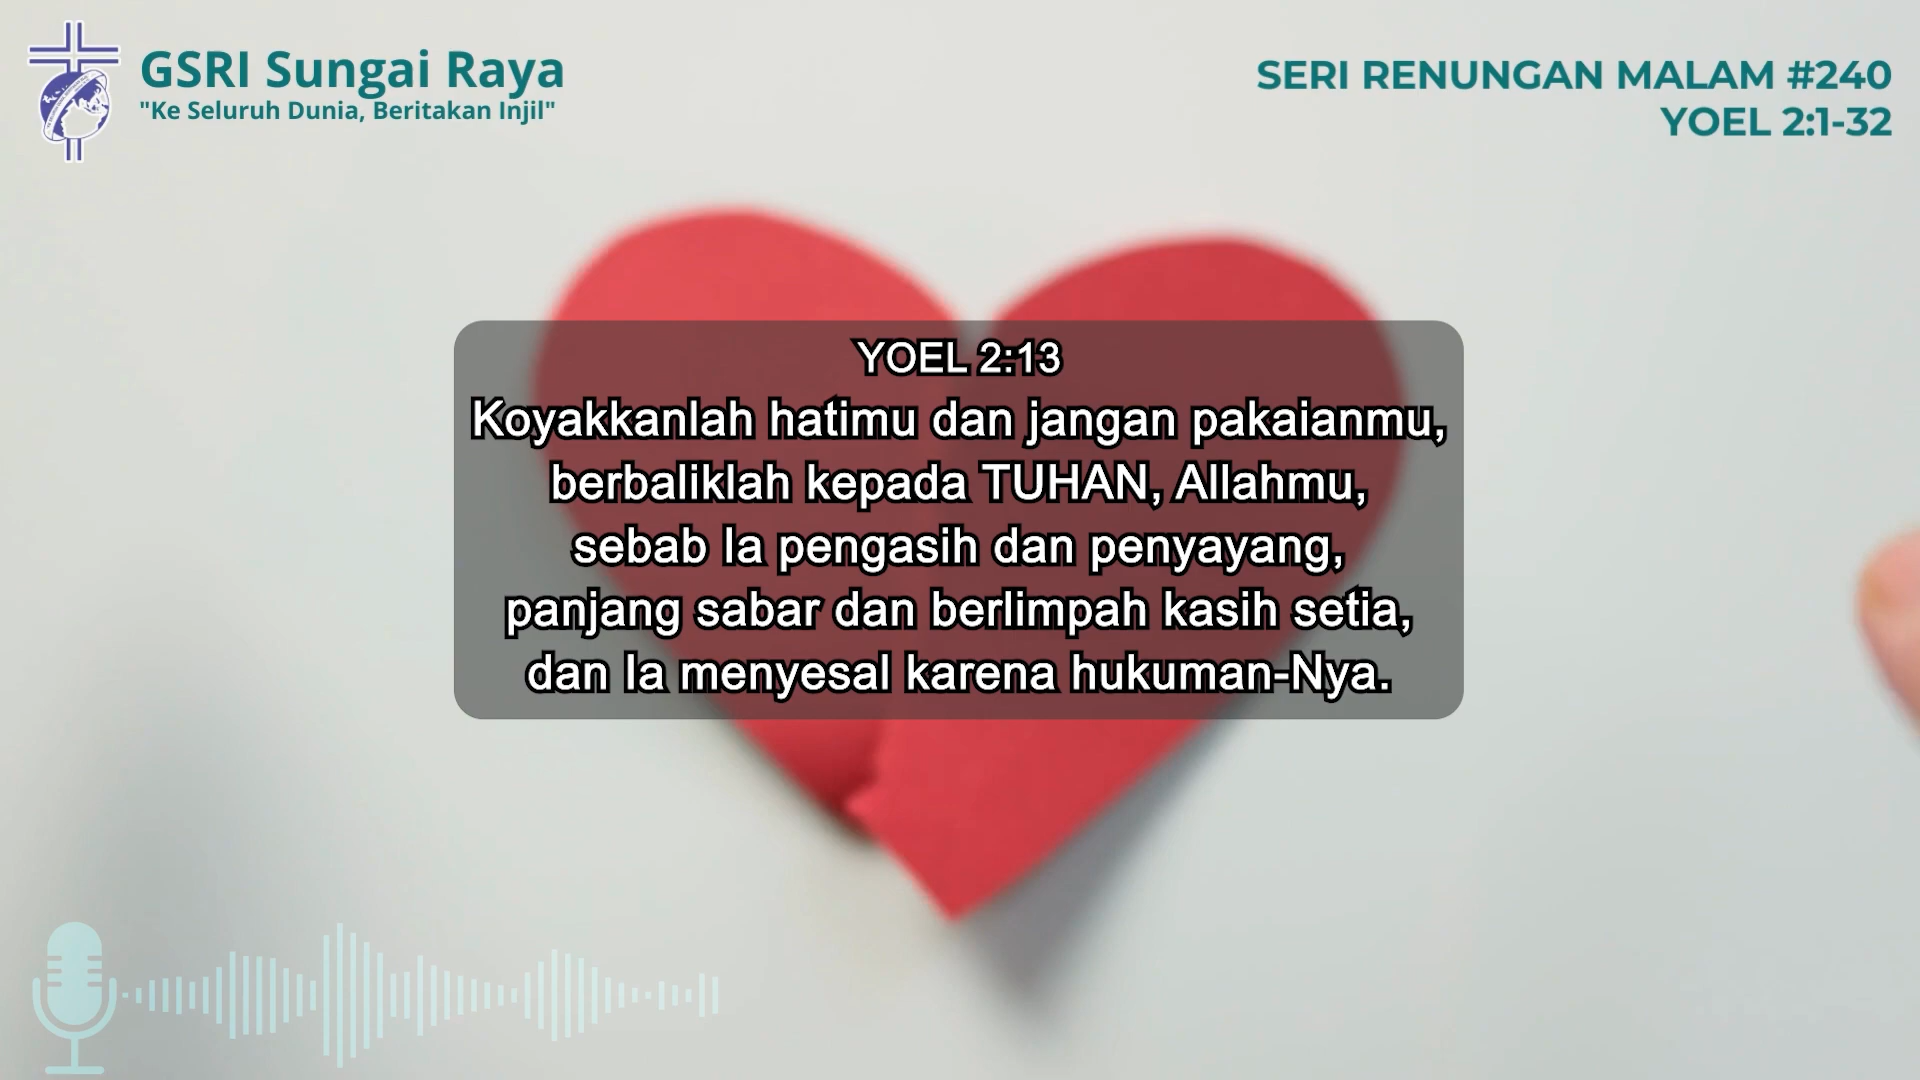 GSRI Sungai Raya
"Ke Seluruh Dunia, Beritakan Injil"
SERI RENUNGAN MALAM #240
YOEL 2:1-32
YOEL 2:13
Koyakkanlah hatimu dan jangan pakaianmu,
berbaliklah kepada TUHAN, Allahmu,
sebab Ia pengasih dan penyayang,
panjang sabar dan berlimpah kasih setia,
dan Ia menyesal karena hukuman-Nya.